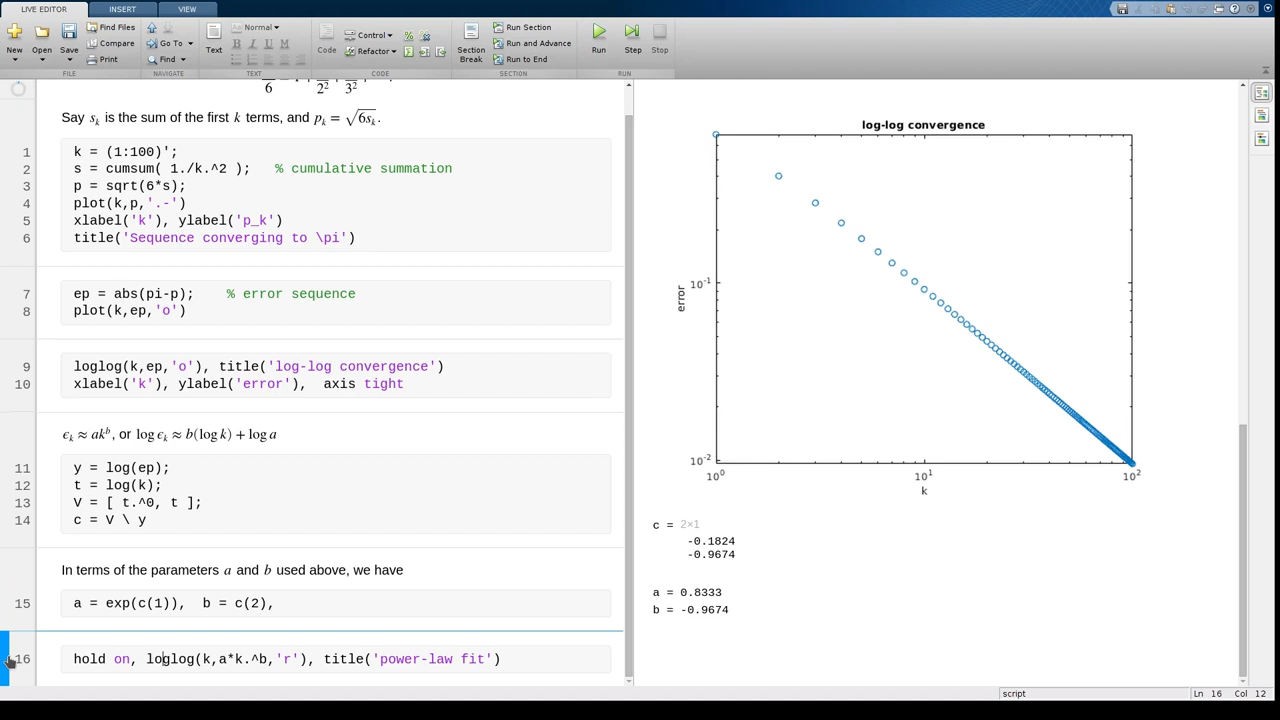 LIVE EDITOR INSERT VIEW
New Open Save Find Files Compare Print
Go To Find
Text Normal B I U M
Code Control Refactor
Section Break Run Section Run and Advance Run to End
Run Step Stop
FILE NAVIGATE TEXT CODE SECTION RUN
6 2² 3²
Say sₖ is the sum of the first k terms, and pₖ = √6sₖ.
1 k = (1:100)';
2 s = cumsum( 1./k.^2 ); % cumulative summation
3 p = sqrt(6*s);
4 plot(k,p,'.-')
5 xlabel('k'), ylabel('p_k')
6 title('Sequence converging to \pi')
7 ep = abs(pi-p); % error sequence
8 plot(k,ep,'o')
9 loglog(k,ep,'o'), title('log-log convergence')
10 xlabel('k'), ylabel('error'), axis tight
ϵₖ ≈ akᵇ, or log ϵₖ ≈ b(log k) + log a
11 y = log(ep);
12 t = log(k);
13 V = [ t.^0, t ];
14 c = V \ y
In terms of the parameters a and b used above, we have
15 a = exp(c(1)), b = c(2),
16 hold on, loglog(k,a*k.^b,'r'), title('power-law fit')
log-log convergence
error
10⁻¹
10⁻²
10⁰ 10¹ 10²
k
c = 2×1
-0.1824
-0.9674
a = 0.8333
b = -0.9674
script Ln 16 Col 12